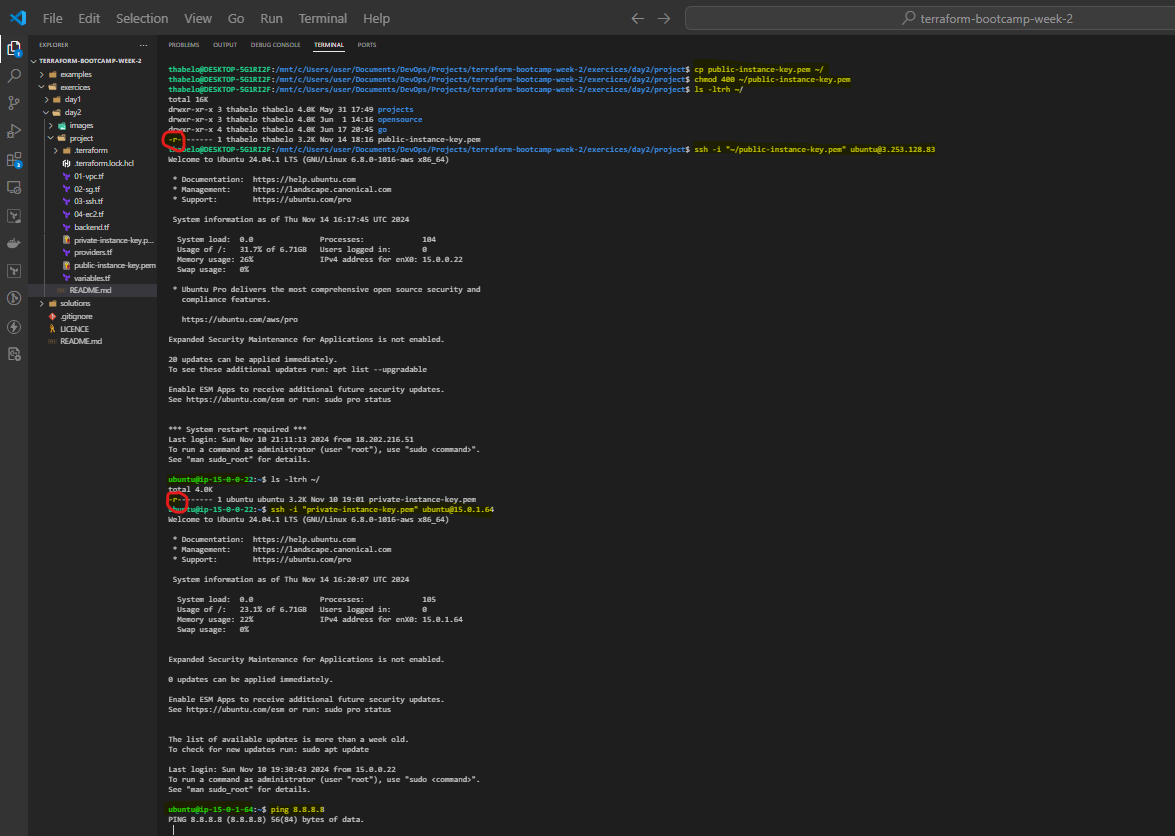 File Edit Selection View Go Run Terminal Help
terraform-bootcamp-week-2
EXPLORER ...
PROBLEMS OUTPUT DEBUG CONSOLE TERMINAL PORTS
TERRAFORM-BOOTCAMP-WEEK-2
examples
exercices
day1
day2
images
project
.terraform
.terraform.lock.hcl
01-vpc.tf
02-sg.tf
03-ssh.tf
04-ec2.tf
backend.tf
private-instance-key.p...
providers.tf
public-instance-key.pem
variables.tf
README.md
solutions
.gitignore
LICENCE
README.md
thabelo@DESKTOP-5G1RI2F:/mnt/c/Users/user/Documents/DevOps/Projects/terraform-bootcamp-week-2/exercices/day2/project$ cp public-instance-key.pem ~/
thabelo@DESKTOP-5G1RI2F:/mnt/c/Users/user/Documents/DevOps/Projects/terraform-bootcamp-week-2/exercices/day2/project$ chmod 400 ~/public-instance-key.pem
thabelo@DESKTOP-5G1RI2F:/mnt/c/Users/user/Documents/DevOps/Projects/terraform-bootcamp-week-2/exercices/day2/project$ ls -ltrh ~/
total 16K
drwxr-xr-x 3 thabelo thabelo 4.0K May 31 17:49 projects
drwxr-xr-x 3 thabelo thabelo 4.0K Jun  1 14:16 opensource
drwxr-xr-x 4 thabelo thabelo 4.0K Jun 17 20:45 go
-r-------- 1 thabelo thabelo 3.2K Nov 14 18:16 public-instance-key.pem
thabelo@DESKTOP-5G1RI2F:/mnt/c/Users/user/Documents/DevOps/Projects/terraform-bootcamp-week-2/exercices/day2/project$ ssh -i "~/public-instance-key.pem" ubuntu@3.253.128.83
Welcome to Ubuntu 24.04.1 LTS (GNU/Linux 6.8.0-1016-aws x86_64)
* Documentation: https://help.ubuntu.com
* Management: https://landscape.canonical.com
* Support: https://ubuntu.com/pro
System information as of Thu Nov 14 16:17:45 UTC 2024
System load: 0.0 Processes: 104
Usage of /: 31.7% of 6.71GB Users logged in: 0
Memory usage: 26% IPv4 address for enX0: 15.0.0.22
Swap usage: 0%
* Ubuntu Pro delivers the most comprehensive open source security and
compliance features.
https://ubuntu.com/aws/pro
Expanded Security Maintenance for Applications is not enabled.
20 updates can be applied immediately.
To see these additional updates run: apt list --upgradable
Enable ESM Apps to receive additional future security updates.
See https://ubuntu.com/esm or run: sudo pro status
*** System restart required ***
Last login: Sun Nov 10 21:11:13 2024 from 18.202.216.51
To run a command as administrator (user "root"), use "sudo <command>".
See "man sudo_root" for details.
ubuntu@ip-15-0-0-22:~$ ls -ltrh ~/
total 4.0K
-r-------- 1 ubuntu ubuntu 3.2K Nov 10 19:01 private-instance-key.pem
ubuntu@ip-15-0-0-22:~$ ssh -i "private-instance-key.pem" ubuntu@15.0.1.64
Welcome to Ubuntu 24.04.1 LTS (GNU/Linux 6.8.0-1016-aws x86_64)
* Documentation: https://help.ubuntu.com
* Management: https://landscape.canonical.com
* Support: https://ubuntu.com/pro
System information as of Thu Nov 14 16:20:07 UTC 2024
System load: 0.0 Processes: 105
Usage of /: 23.1% of 6.71GB Users logged in: 0
Memory usage: 22% IPv4 address for enX0: 15.0.1.64
Swap usage: 0%
Expanded Security Maintenance for Applications is not enabled.
0 updates can be applied immediately.
Enable ESM Apps to receive additional future security updates.
See https://ubuntu.com/esm or run: sudo pro status
The list of available updates is more than a week old.
To check for new updates run: sudo apt update
Last login: Sun Nov 10 19:30:43 2024 from 15.0.0.22
To run a command as administrator (user "root"), use "sudo <command>".
See "man sudo_root" for details.
ubuntu@ip-15-0-1-64:~$ ping 8.8.8.8
PING 8.8.8.8 (8.8.8.8) 56(84) bytes of data.